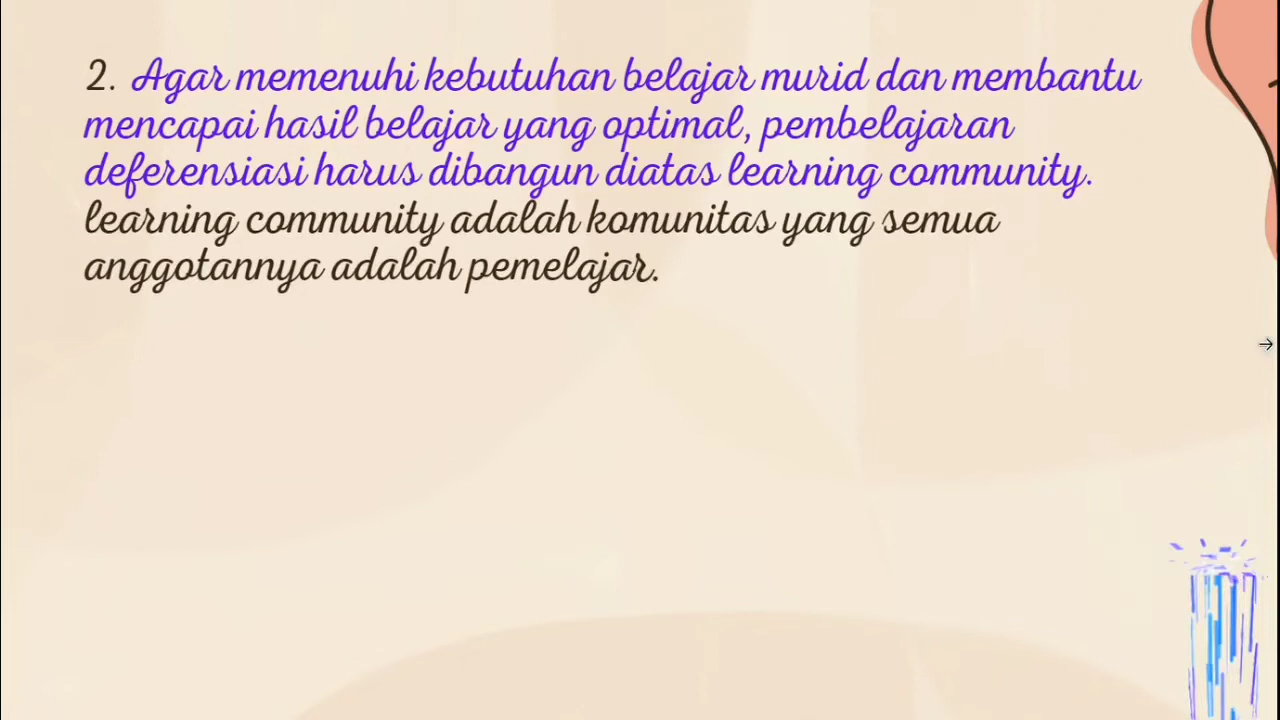 2. Agar memenuhi kebutuhan belajar murid dan membantu
mencapai hasil belajar yang optimal, pembelajaran
deferensiasi harus dibangun diatas learning community.
learning community adalah komunitas yang semua
anggotannya adalah pemelajar.